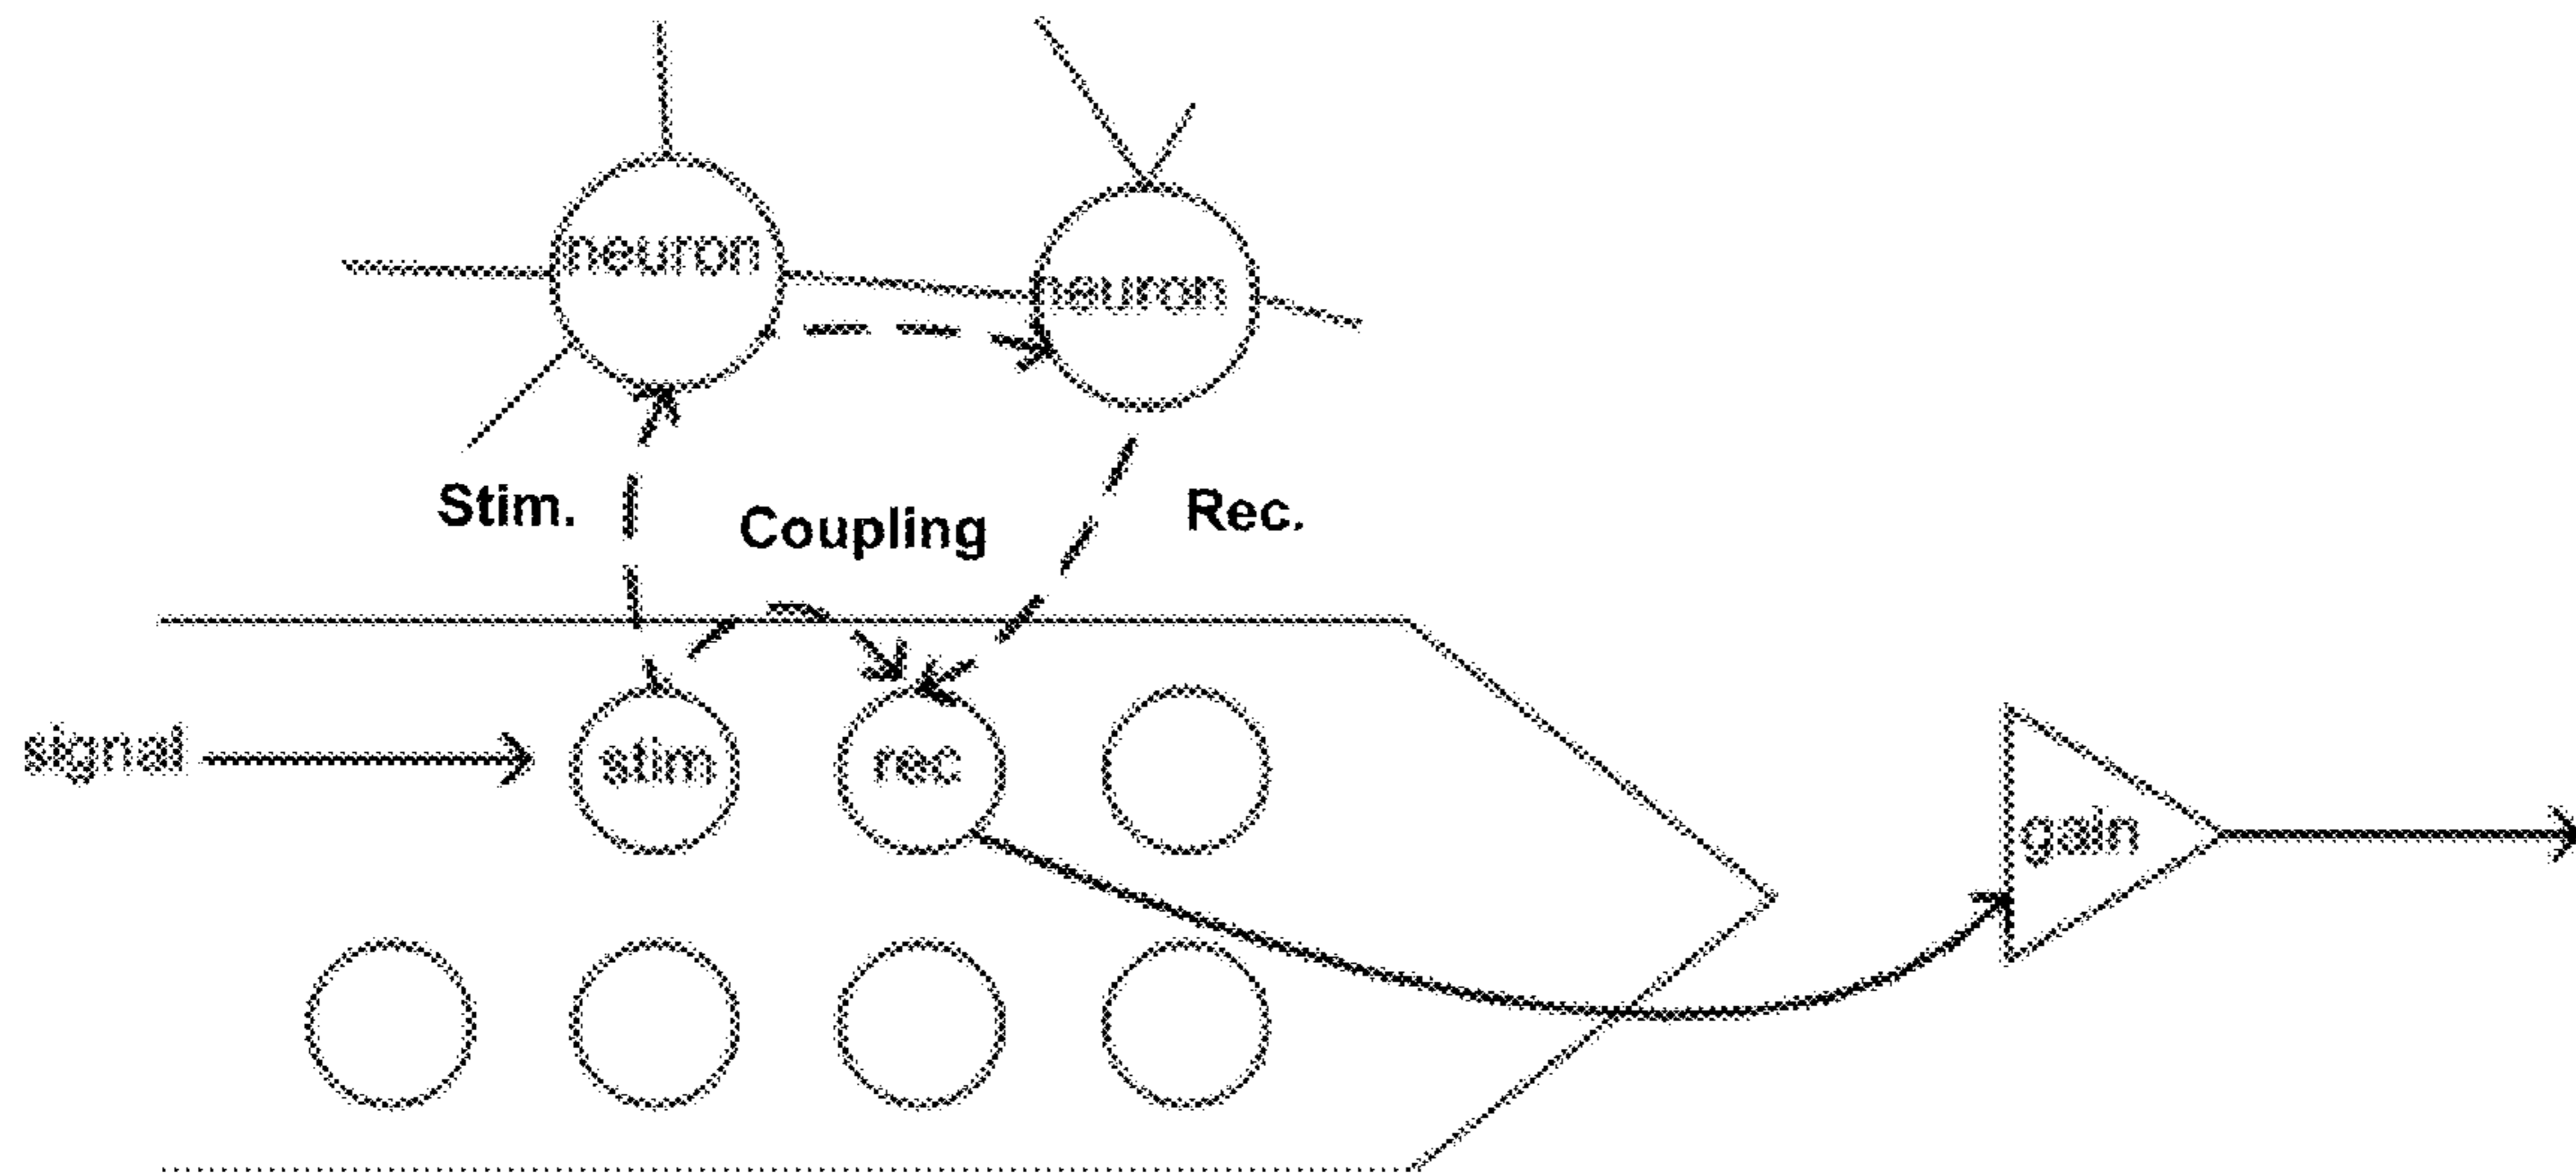 neuron
neuron
Stim.
Coupling
Rec.
signal
stim
rec
gain